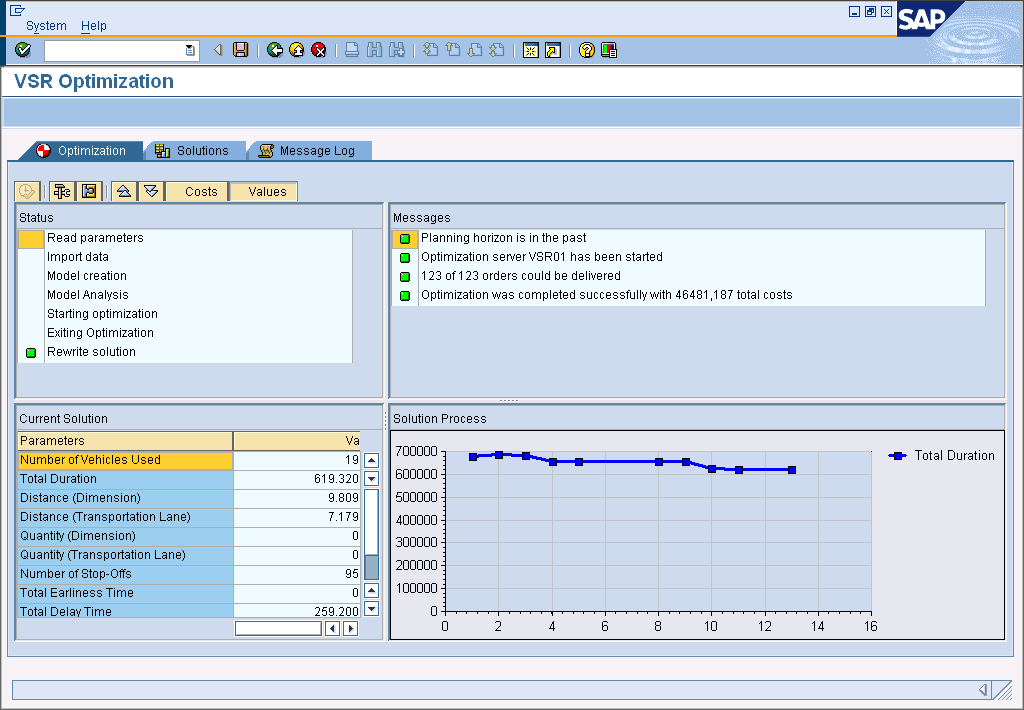 System Help
SAP
VSR Optimization
Optimization Solutions Message Log
Costs Values
Status
Read parameters
Import data
Model creation
Model Analysis
Starting optimization
Exiting Optimization
Rewrite solution
Messages
Planning horizon is in the past
Optimization server VSR01 has been started
123 of 123 orders could be delivered
Optimization was completed successfully with 46481,187 total costs
Current Solution
Parameters Va
Number of Vehicles Used 19
Total Duration 619.320
Distance (Dimension) 9.809
Distance (Transportation Lane) 7.179
Quantity (Dimension) 0
Quantity (Transportation Lane) 0
Number of Stop-Offs 95
Total Earliness Time 0
Total Delay Time 259.200
Solution Process
700000
600000
500000
400000
300000
200000
100000
0
0 2 4 6 8 10 12 14 16
Total Duration